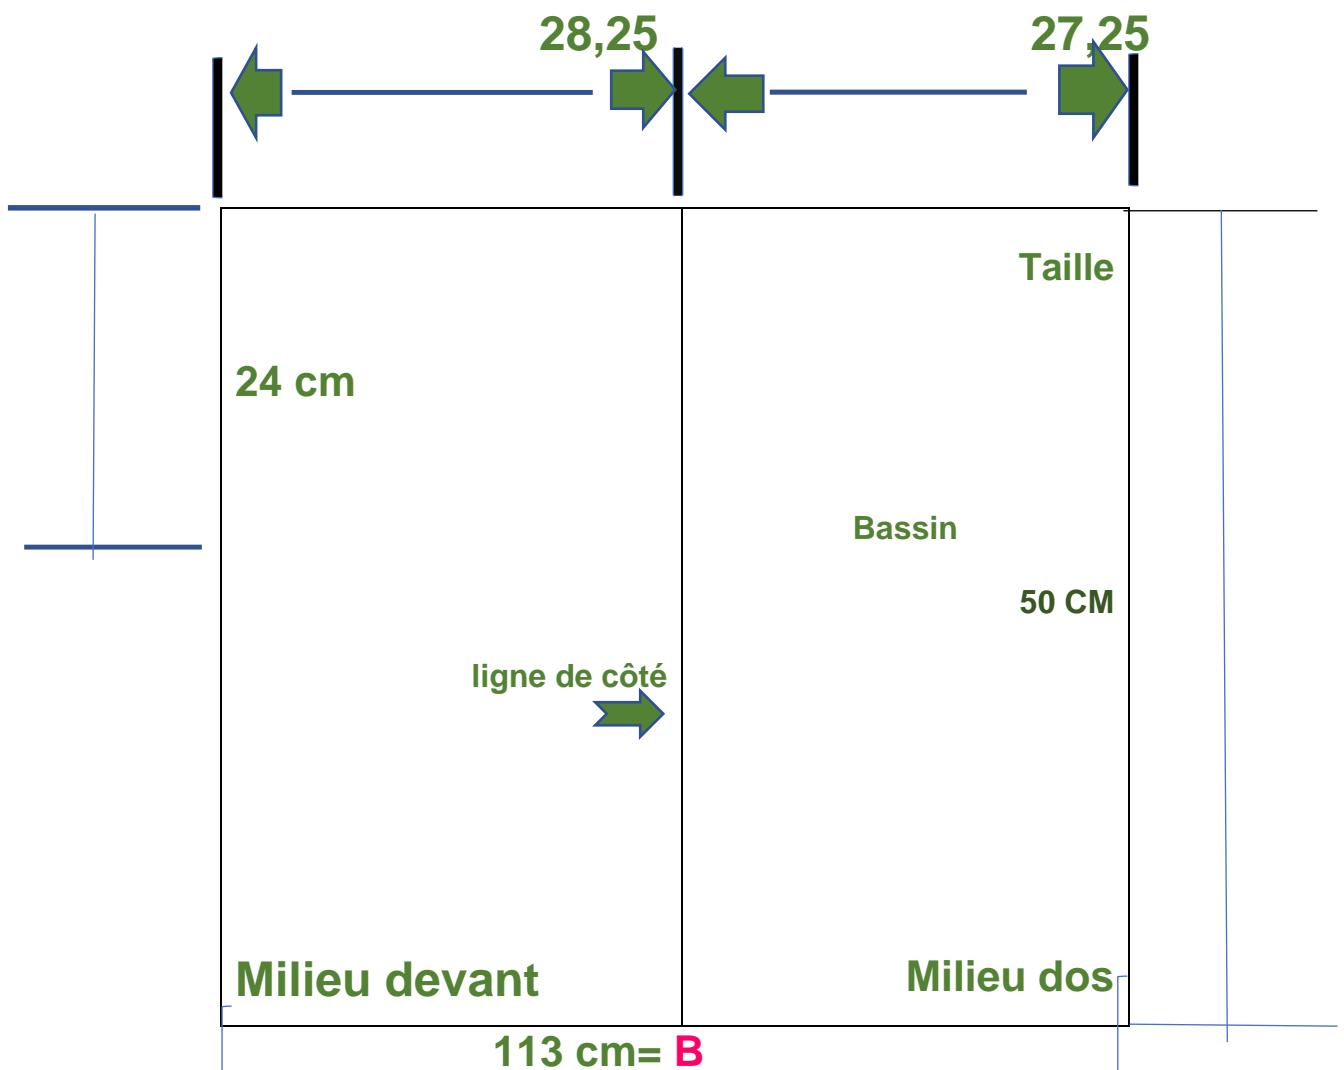 28,25
27,25
Taille
24 cm
Bassin
50 CM
ligne de côté
Milieu devant
Milieu dos
113 cm= B